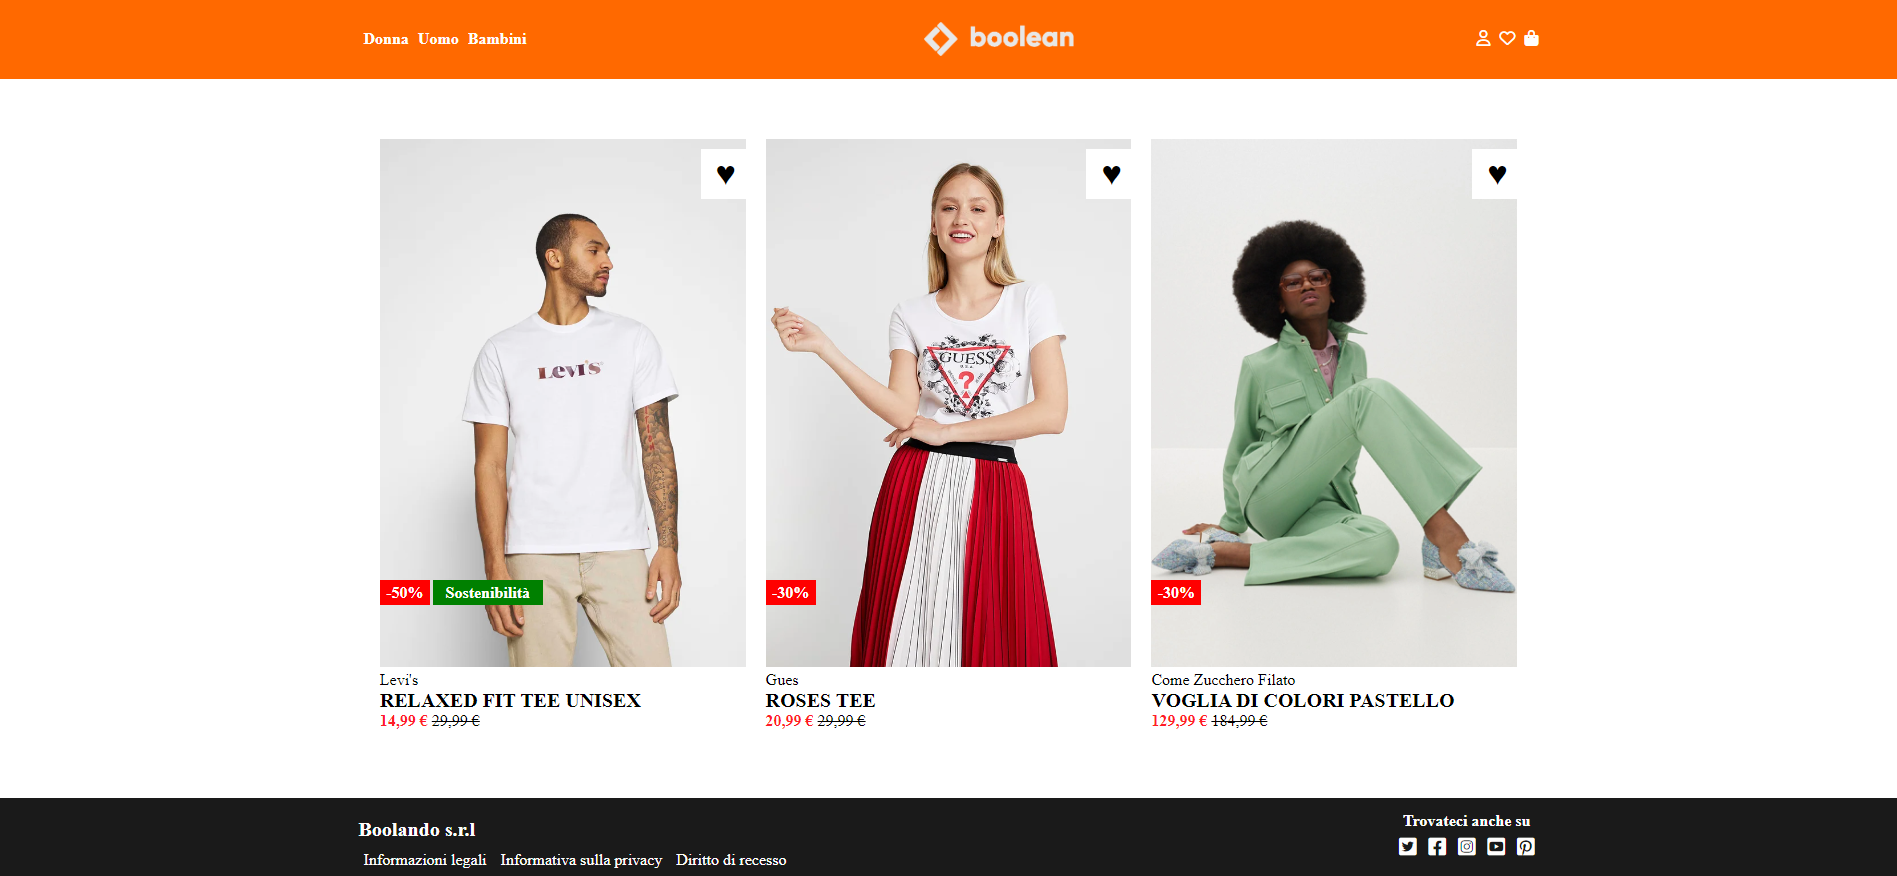 Donna Uomo Bambini
boolean
Levi's
GUESS
U.S.A.
?
-50% Sostenibilità
-30%
-30%
Levi's
RELAXED FIT TEE UNISEX
14,99 € 29,99 €
Gues
ROSES TEE
20,99 € 29,99 €
Come Zucchero Filato
VOGLIA DI COLORI PASTELLO
129,99 € 184,99 €
Boolando s.r.l
Informazioni legali Informativa sulla privacy Diritto di recesso
Trovateci anche su